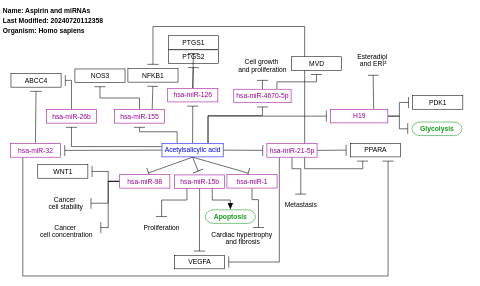 Name: Aspirin and miRNAs
Last Modified: 20240720112358
Organism: Homo sapiens
PTGS1
PTGS2
MVD
Cell growth
and proliferation
Estradiol
and ERP
ABCC4
NOS3
NFKB1
hsa-miR-126
hsa-miR-4670-5p
PDK1
hsa-miR-26b
hsa-miR-155
H19
Glycolysis
hsa-miR-32
Acetylsalicylic acid
hsa-miR-21-5p
PPARA
WNT1
hsa-miR-98
hsa-miR-15b
hsa-miR-1
Cancer
cell stability
Metastasis
Apoptosis
Cancer
cell concentration
Proliferation
Cardiac hypertrophy
and fibrosis
VEGFA